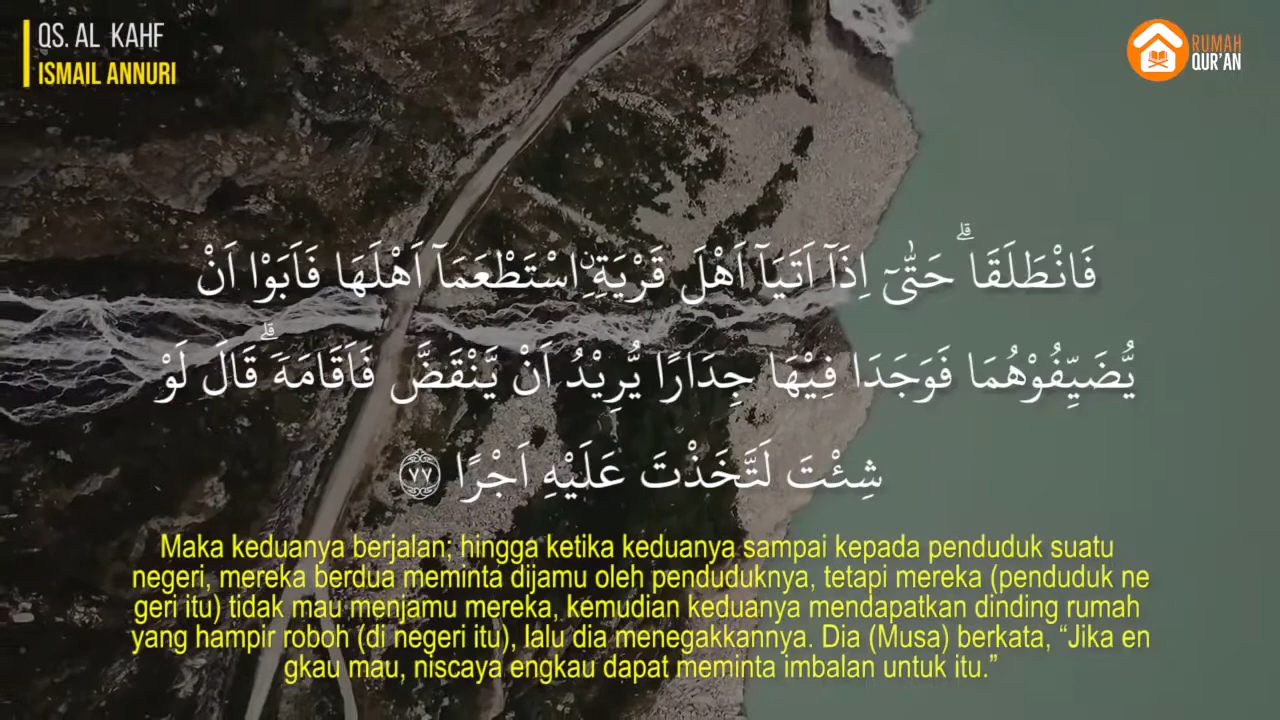 QS. AL KAHF
ISMAIL ANNURI
RUMAH
QUR'AN
فَانْطَلَقَاۗ حَتّٰىٓ اِذَآ اَتَيَآ اَهْلَ قَرْيَةِ ۨاسْتَطْعَمَآ اَهْلَهَا فَاَبَوْا اَنْ
يُّضَيِّفُوْهُمَا فَوَجَدَا فِيْهَا جِدَارًا يُّرِيْدُ اَنْ يَّنْقَضَّ فَاَقَامَهٗ ۗقَالَ لَوْ
شِئْتَ لَتَّخَذْتَ عَلَيْهِ اَجْرًا ٧٧
Maka keduanya berjalan; hingga ketika keduanya sampai kepada penduduk suatu
negeri, mereka berdua meminta dijamu oleh penduduknya, tetapi mereka (penduduk ne
geri itu) tidak mau menjamu mereka, kemudian keduanya mendapatkan dinding rumah
yang hampir roboh (di negeri itu), lalu dia menegakkannya. Dia (Musa) berkata, “Jika en
gkau mau, niscaya engkau dapat meminta imbalan untuk itu.”